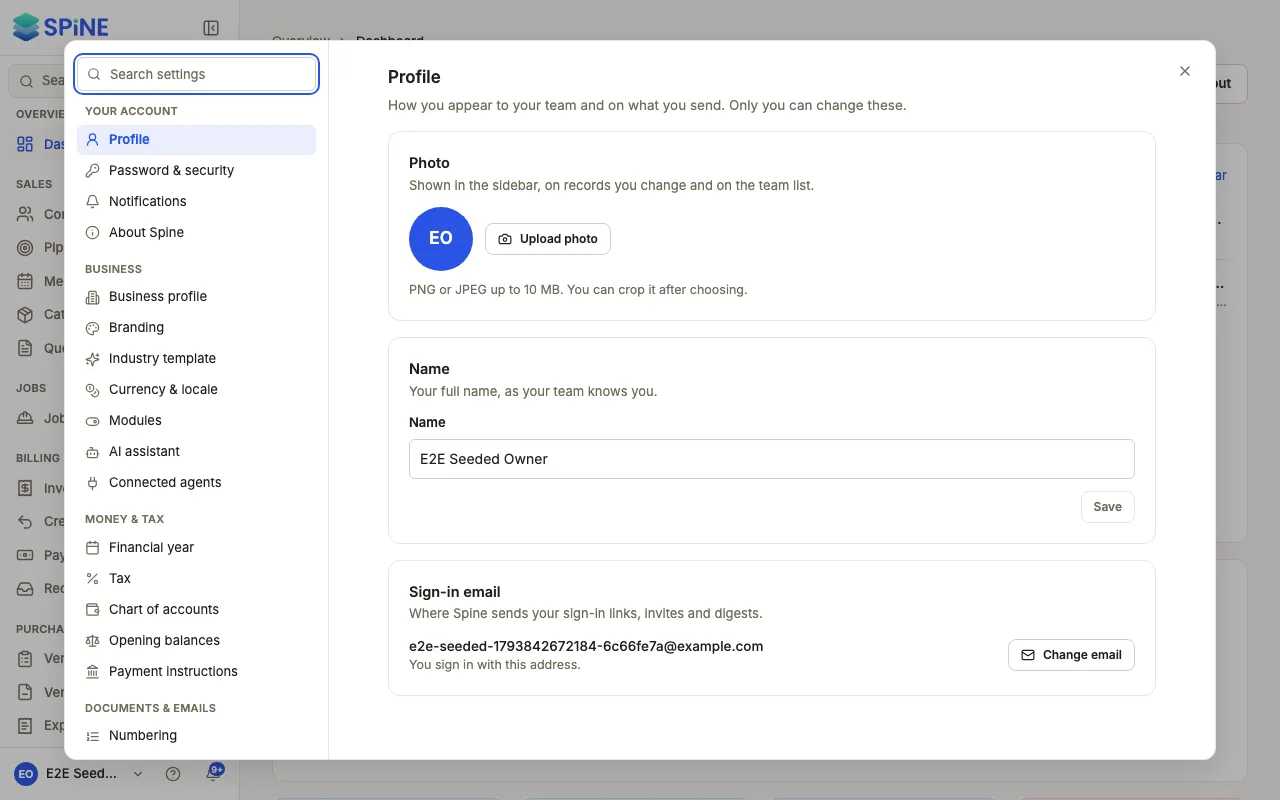 SPiNE
Overview > Dashboard
Search settings
YOUR ACCOUNT
Profile
Password & security
Notifications
About Spine
BUSINESS
Business profile
Branding
Industry template
Currency & locale
Modules
AI assistant
Connected agents
MONEY & TAX
Financial year
Tax
Chart of accounts
Opening balances
Payment instructions
DOCUMENTS & EMAILS
Numbering
Profile
How you appear to your team and on what you send. Only you can change these.
Photo
Shown in the sidebar, on records you change and on the team list.
EO
Upload photo
PNG or JPEG up to 10 MB. You can crop it after choosing.
Name
Your full name, as your team knows you.
Name
E2E Seeded Owner
Save
Sign-in email
Where Spine sends your sign-in links, invites and digests.
e2e-seeded-1793842672184-6c66fe7a@example.com
You sign in with this address.
Change email
SALES
JOBS
BILLING
EO
E2E Seed...
9+